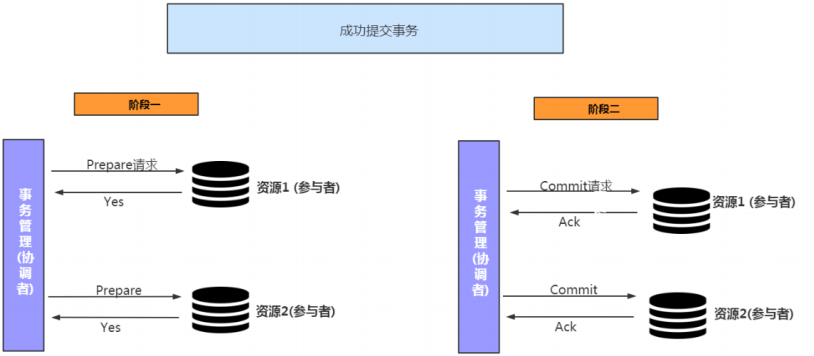 成功提交事务
阶段一
事务管理(协调者)
Prepare请求
Yes
资源1 (参与者)
Prepare
Yes
资源2(参与者)
阶段二
事务管理(协调者)
Commit请求
Ack
资源1 (参与者)
Commit
Ack
资源2(参与者)